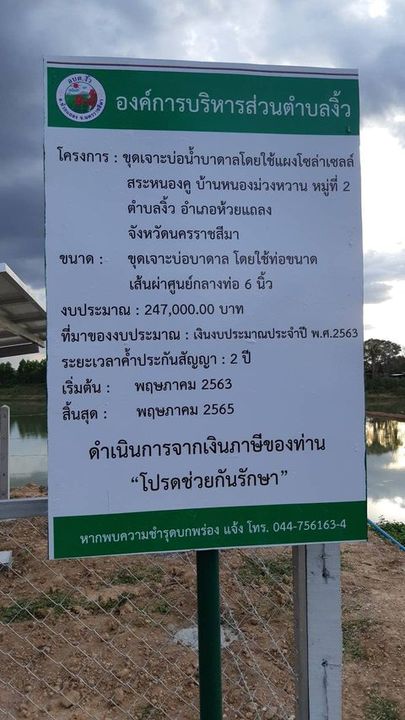 อบต.งิ้ว
องค์การบริหารส่วนตำบลงิ้ว
โครงการ : ขุดเจาะบ่อน้ำบาดาลโดยใช้แผงโซล่าเซลล์
สระหนองคู บ้านหนองม่วงหวาน หมู่ที่ 2
ตำบลงิ้ว อำเภอห้วยแถลง
จังหวัดนครราชสีมา
ขนาด : ขุดเจาะบ่อบาดาล โดยใช้ท่อขนาด
เส้นผ่าศูนย์กลางท่อ 6 นิ้ว
งบประมาณ : 247,000.00 บาท
ที่มาของงบประมาณ : เงินงบประมาณประจำปี พ.ศ.2563
ระยะเวลาค้ำประกันสัญญา : 2 ปี
เริ่มต้น : พฤษภาคม 2563
สิ้นสุด : พฤษภาคม 2565
ดำเนินการจากเงินภาษีของท่าน
“โปรดช่วยกันรักษา”
หากพบความชำรุดบกพร่อง แจ้ง โทร. 044-756163-4